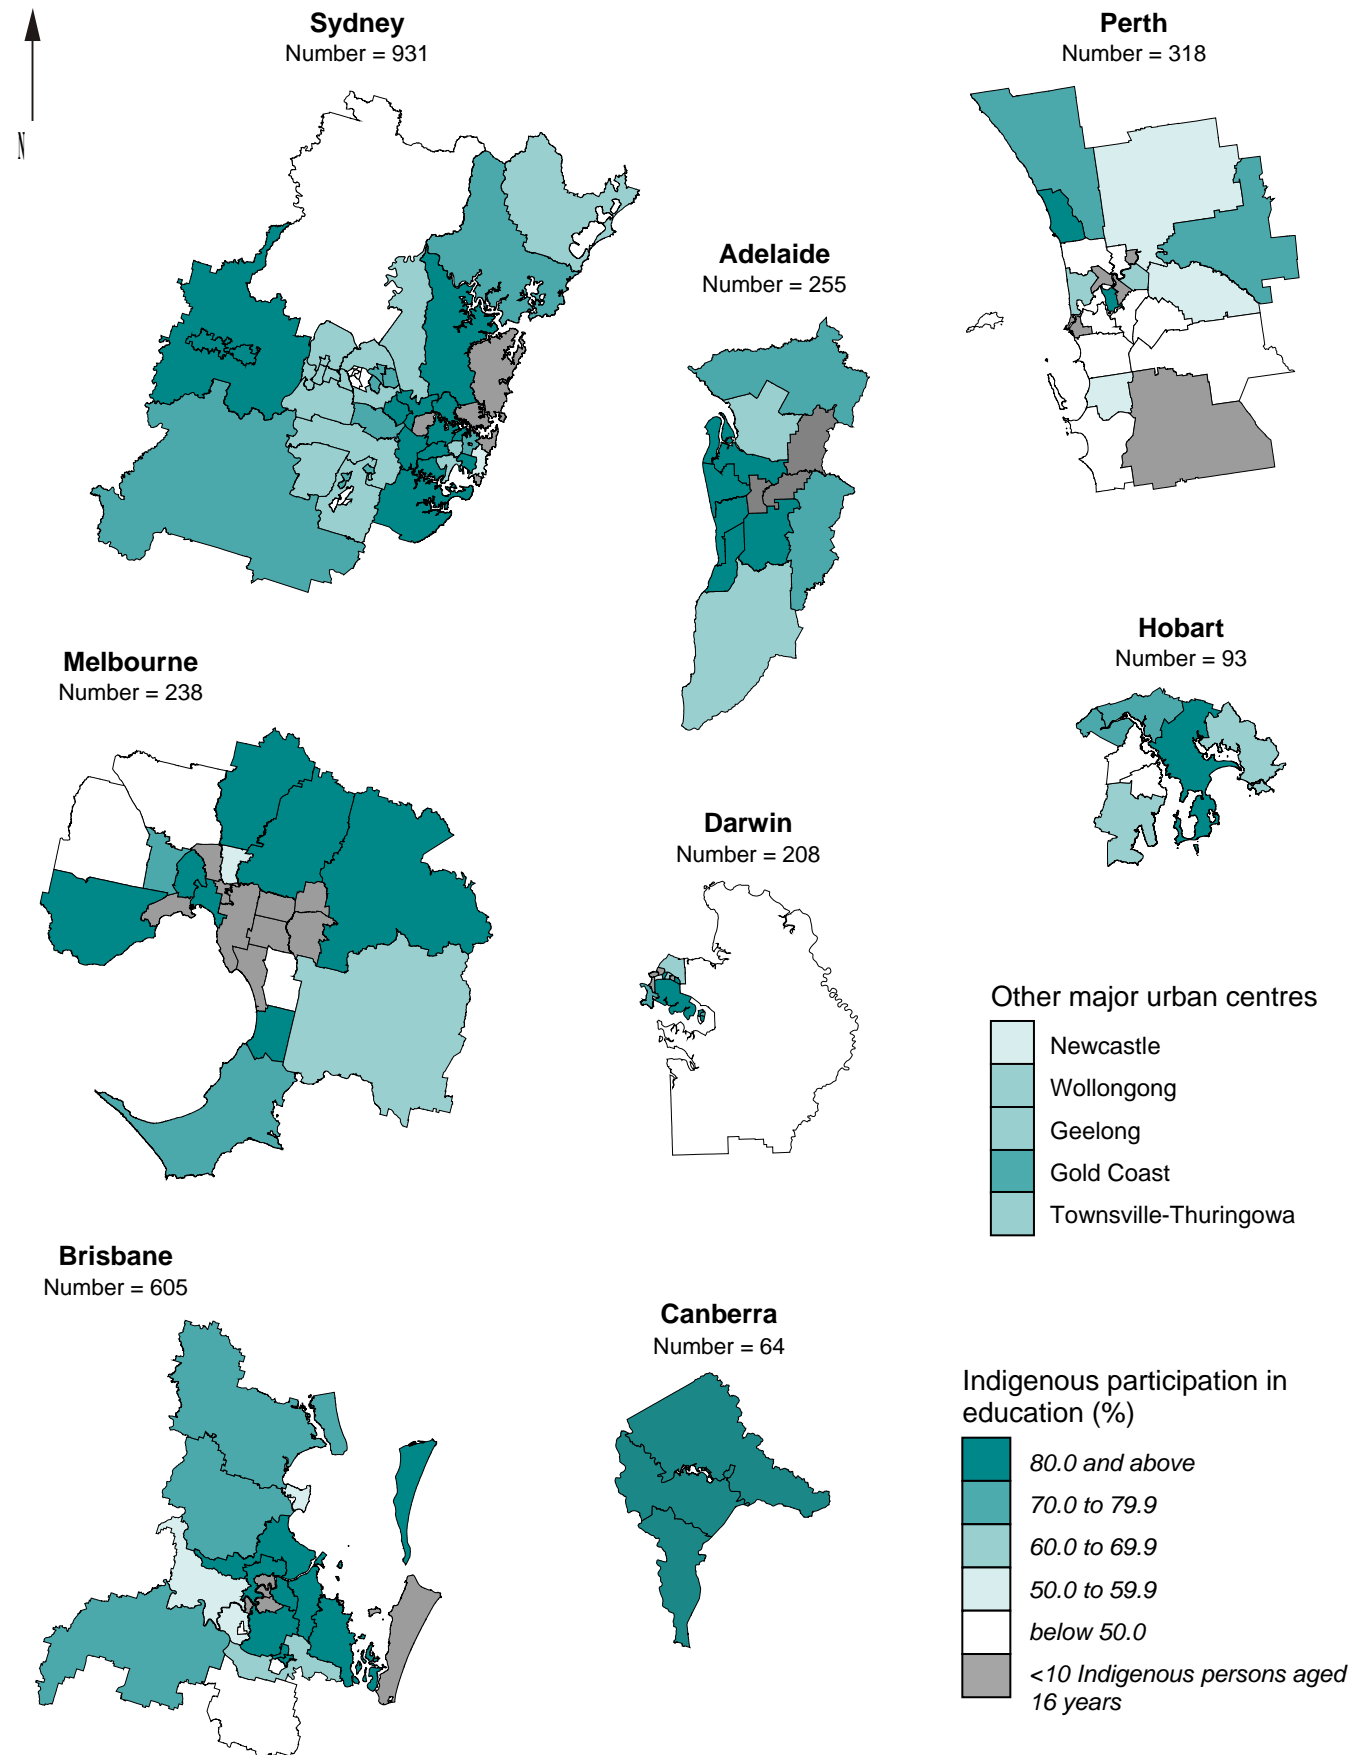 Sydney
Number = 931
Perth
Number = 318
N
Adelaide
Number = 255
Hobart
Number = 93
Melbourne
Number = 238
Darwin
Number = 208
Other major urban centres
Newcastle
Wollongong
Geelong
Gold Coast
Townsville-Thuringowa
Brisbane
Number = 605
Canberra
Number = 64
Indigenous participation in
education (%)
80.0 and above
70.0 to 79.9
60.0 to 69.9
50.0 to 59.9
below 50.0
<10 Indigenous persons aged
16 years